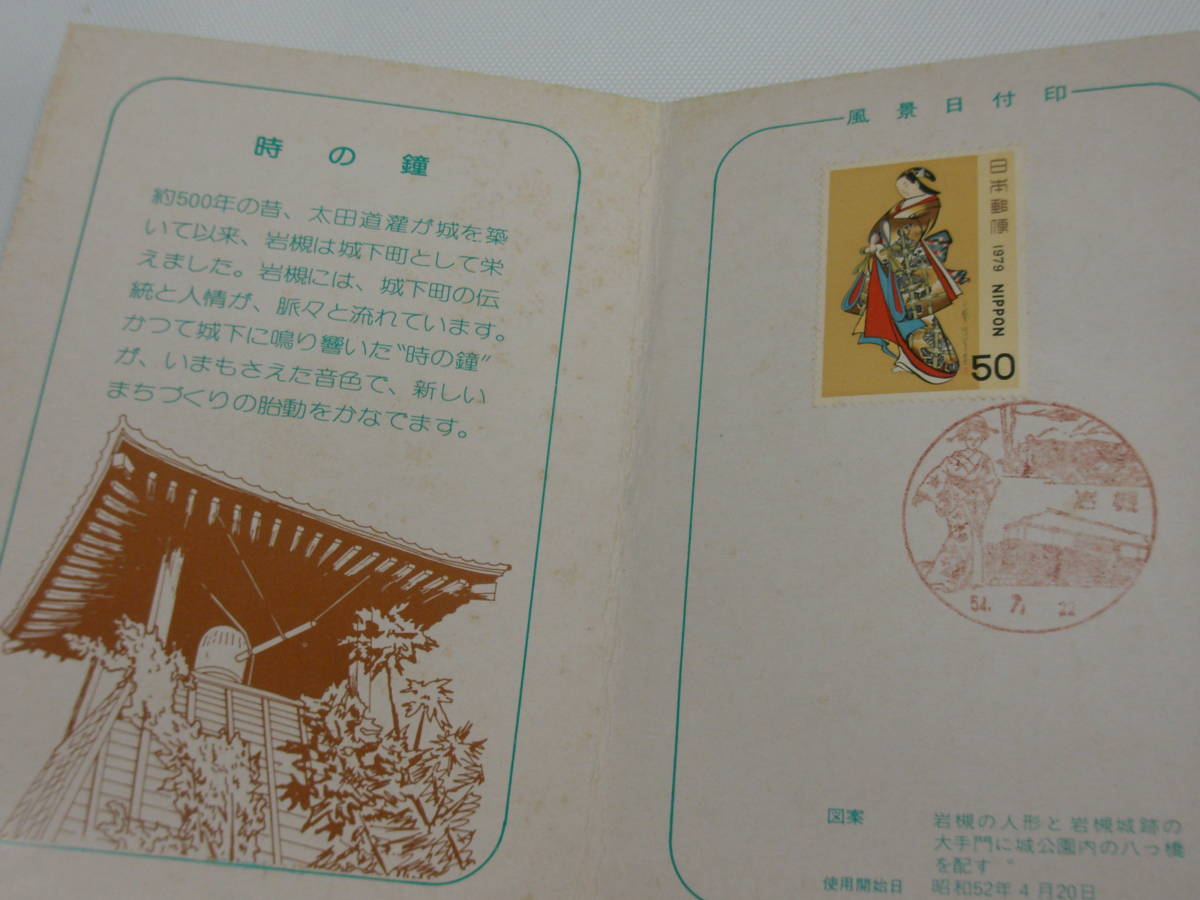 時の鐘
約500年の昔、太田道灌が城を築
いて以来、岩槻は城下町として栄
えました。岩槻には、城下町の伝
統と人情が、脈々と流れています。
かつて城下に鳴り響いた“時の鐘”
が、いまもさえた音色で、新しい
まちづくりの胎動をかなでます。
風景日付印
日本郵便 1979 NIPPON
50
岩槻
54. 7. 22
図案 岩槻の人形と岩槻城跡の
大手門に城公園内の八っ橋
を配す。
使用開始日 昭和52年4月20日